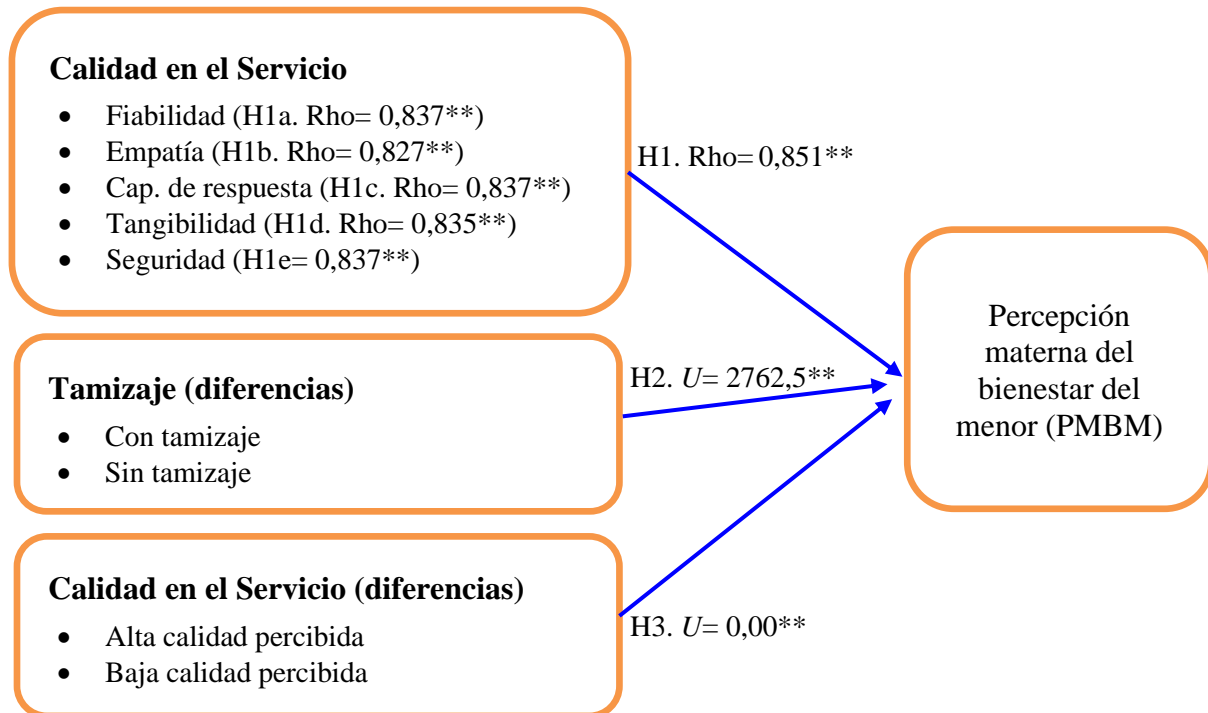 Calidad en el Servicio
• Fiabilidad (H1a. Rho= 0,837**)
• Empatía (H1b. Rho= 0,827**)
• Cap. de respuesta (H1c. Rho= 0,837**)
• Tangibilidad (H1d. Rho= 0,835**)
• Seguridad (H1e= 0,837**)
H1. Rho= 0,851**
Tamizaje (diferencias)
• Con tamizaje
• Sin tamizaje
H2. U= 2762,5**
Calidad en el Servicio (diferencias)
• Alta calidad percibida
• Baja calidad percibida
H3. U= 0,00**
Percepción
materna del
bienestar del
menor (PMBM)